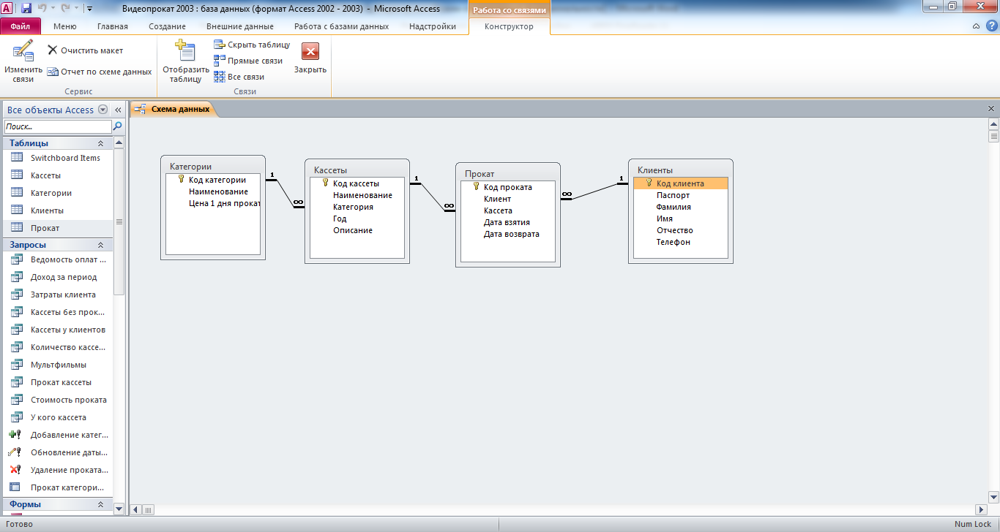 Видеопрокат 2003 : база данных (формат Access 2002 - 2003) - Microsoft Access
Работа со связями
Файл
Меню
Главная
Создание
Внешние данные
Работа с базами данных
Надстройки
Конструктор
Изменить связи
Очистить макет
Отчет по схеме данных
Сервис
Отобразить таблицу
Скрыть таблицу
Прямые связи
Все связи
Закрыть
Связи
Все объекты Access
Поиск...
Таблицы
Switchboard Items
Кассеты
Категории
Клиенты
Прокат
Запросы
Ведомость оплат ...
Доход за период
Затраты клиента
Кассеты без прок...
Кассеты у клиентов
Количество кассе...
Мультфильмы
Прокат кассеты
Стоимость проката
У кого кассета
Добавление катег...
Обновление даты...
Удаление проката...
Прокат категори...
Формы
Схема данных
Категории
Код категории
Наименование
Цена 1 дня прокат
1
∞
Кассеты
Код кассеты
Наименование
Категория
Год
Описание
1
∞
Прокат
Код проката
Клиент
Кассета
Дата взятия
Дата возврата
∞
1
Клиенты
Код клиента
Паспорт
Фамилия
Имя
Отчество
Телефон
Готово
Num Lock